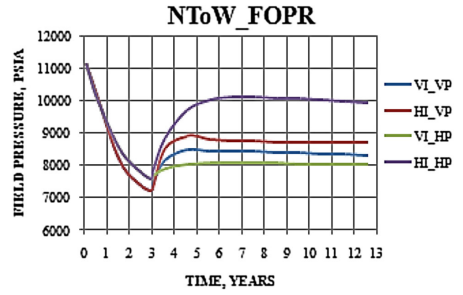 NToW_FOPR
FIELD PRESSURE, PSIA
12000
11000
10000
9000
8000
7000
6000
0 1 2 3 4 5 6 7 8 9 10 11 12 13
TIME, YEARS
VI_VP
HI_VP
VI_HP
HI_HP